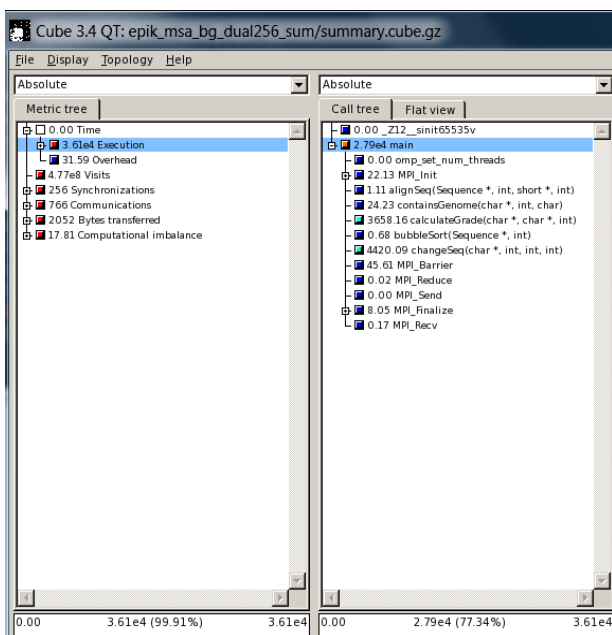 Cube 3.4 QT: epik_msa_bg_dual256_sum/summary.cube.gz
File Display Topology Help
Absolute
Metric tree
0.00 Time
3.61e4 Execution
31.59 Overhead
4.77e8 Visits
256 Synchronizations
766 Communications
2052 Bytes transferred
17.81 Computational imbalance
0.00 3.61e4 (99.91%) 3.61e4
Absolute
Call tree Flat view
0.00 _Z12__sinit65535v
2.79e4 main
0.00 omp_set_num_threads
22.13 MPI_Init
1.11 alignSeq(Sequence *, int, short *, int)
24.23 containsGenome(char *, int, char)
3658.16 calculateGrade(char *, char *, int)
0.68 bubbleSort(Sequence *, int)
4420.09 changeSeq(char *, int, int, int)
45.61 MPI_Barrier
0.02 MPI_Reduce
0.00 MPI_Send
8.05 MPI_Finalize
0.17 MPI_Recv
0.00 2.79e4 (77.34%) 3.61e4